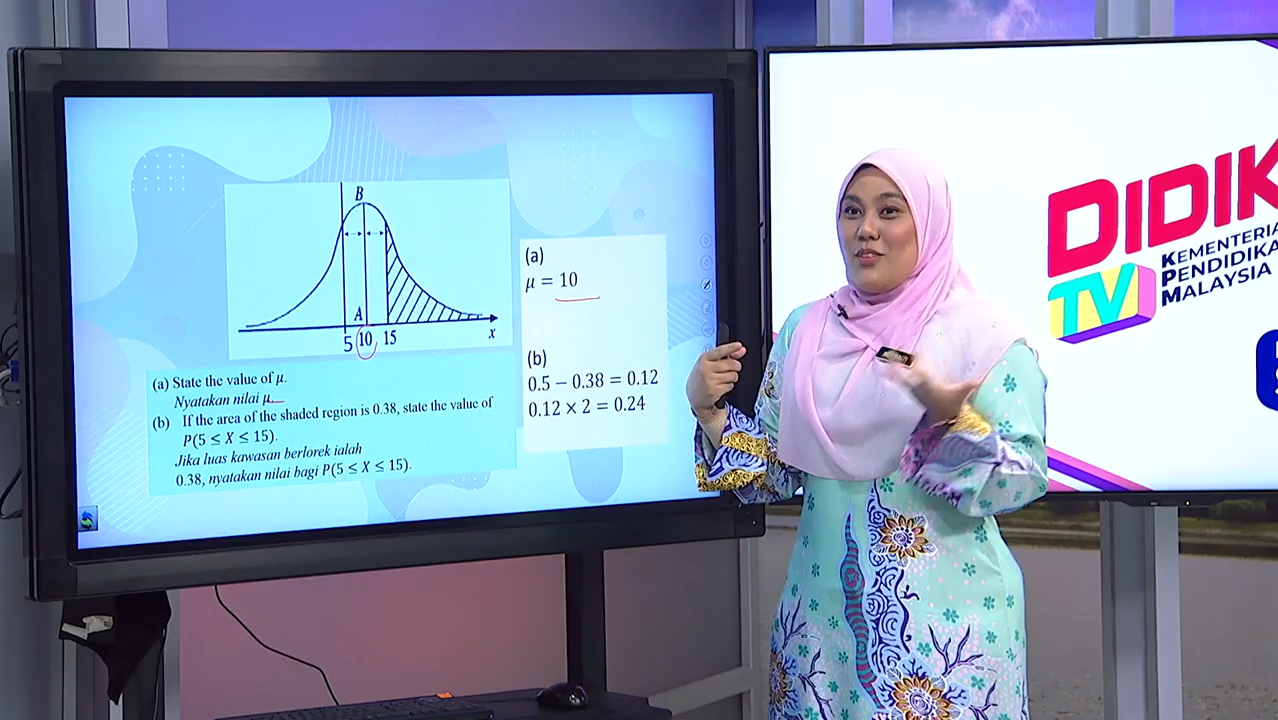 B
A
5 10 15 x
(a) State the value of μ.
Nyatakan nilai μ.
(b) If the area of the shaded region is 0.38, state the value of
P(5 ≤ X ≤ 15).
Jika luas kawasan berlorek ialah
0.38, nyatakan nilai bagi P(5 ≤ X ≤ 15).
(a)
μ = 10
(b)
0.5 − 0.38 = 0.12
0.12 × 2 = 0.24
DIDIK
TV
KEMENTERIA
PENDIDIKA
MALAYSIA